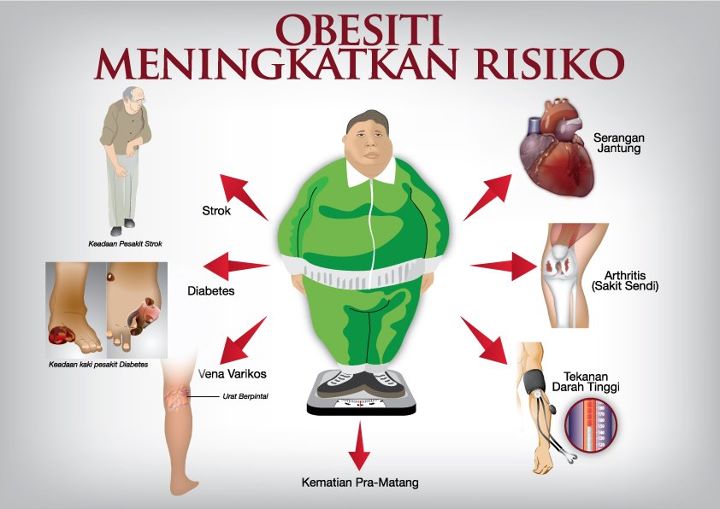 OBESITI
MENINGKATKAN RISIKO
Strok
Keadaan Pesakit Strok
Diabetes
Keadaan kaki pesakit Diabetes
Vena Varikos
Urat Berpintal
Serangan
Jantung
Arthritis
(Sakit Sendi)
Tekanan
Darah Tinggi
Kematian Pra-Matang